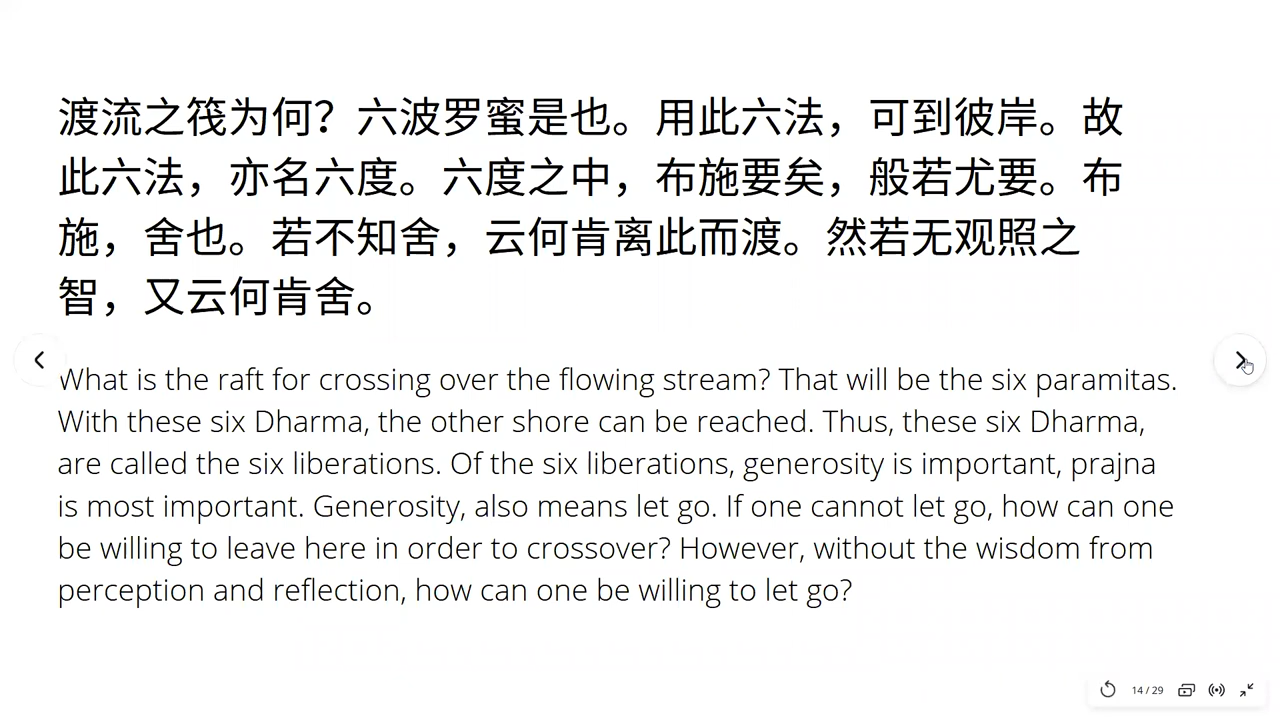 渡流之筏为何？六波罗蜜是也。用此六法，可到彼岸。故
此六法，亦名六度。六度之中，布施要矣，般若尤要。布
施，舍也。若不知舍，云何肯离此而渡。然若无观照之
智，又云何肯舍。
What is the raft for crossing over the flowing stream? That will be the six paramitas.
With these six Dharma, the other shore can be reached. Thus, these six Dharma,
are called the six liberations. Of the six liberations, generosity is important, prajna
is most important. Generosity, also means let go. If one cannot let go, how can one
be willing to leave here in order to crossover? However, without the wisdom from
perception and reflection, how can one be willing to let go?
14 / 29